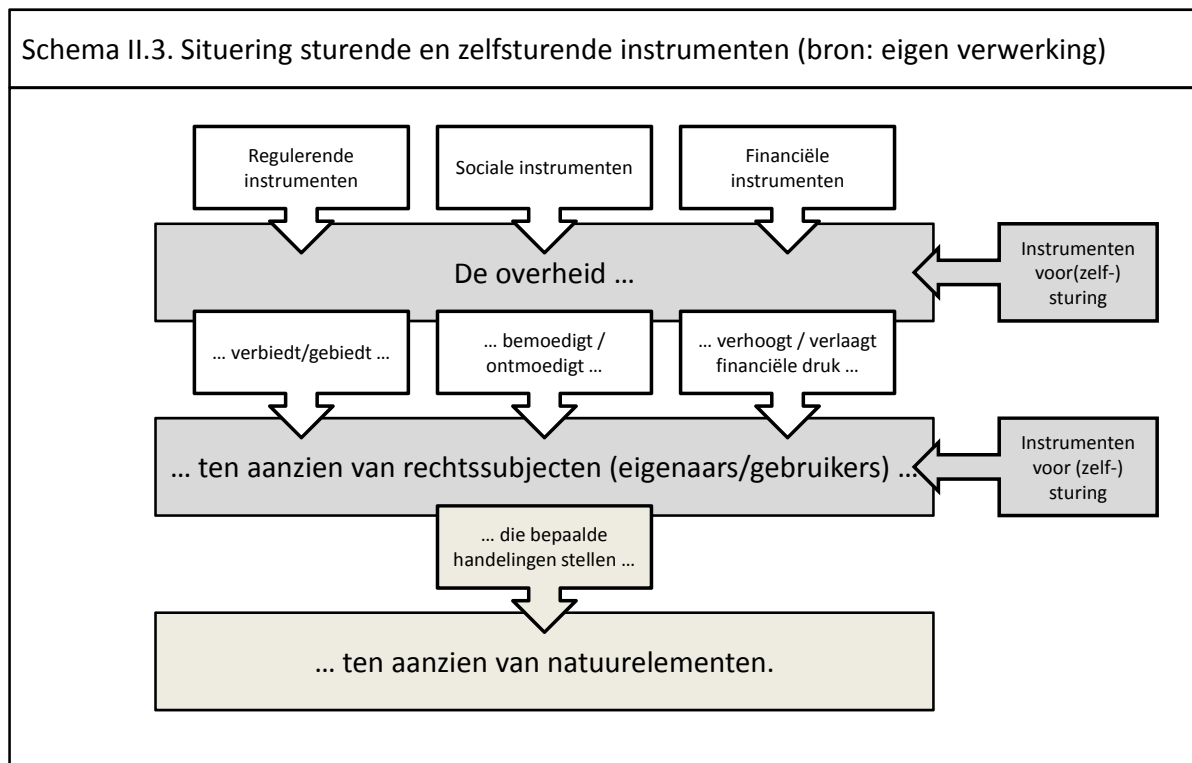 Schema II.3. Situering sturende en zelfsturende instrumenten (bron: eigen verwerking)
Regulerende
instrumenten
Sociale instrumenten
Financiële
instrumenten
De overheid …
Instrumenten
voor(zelf-)
sturing
… verbiedt/gebiedt …
… bemoedigt /
ontmoedigt …
… verhoogt / verlaagt
financiële druk …
… ten aanzien van rechtssubjecten (eigenaars/gebruikers) …
Instrumenten
voor (zelf-)
sturing
… die bepaalde
handelingen stellen …
… ten aanzien van natuurelementen.